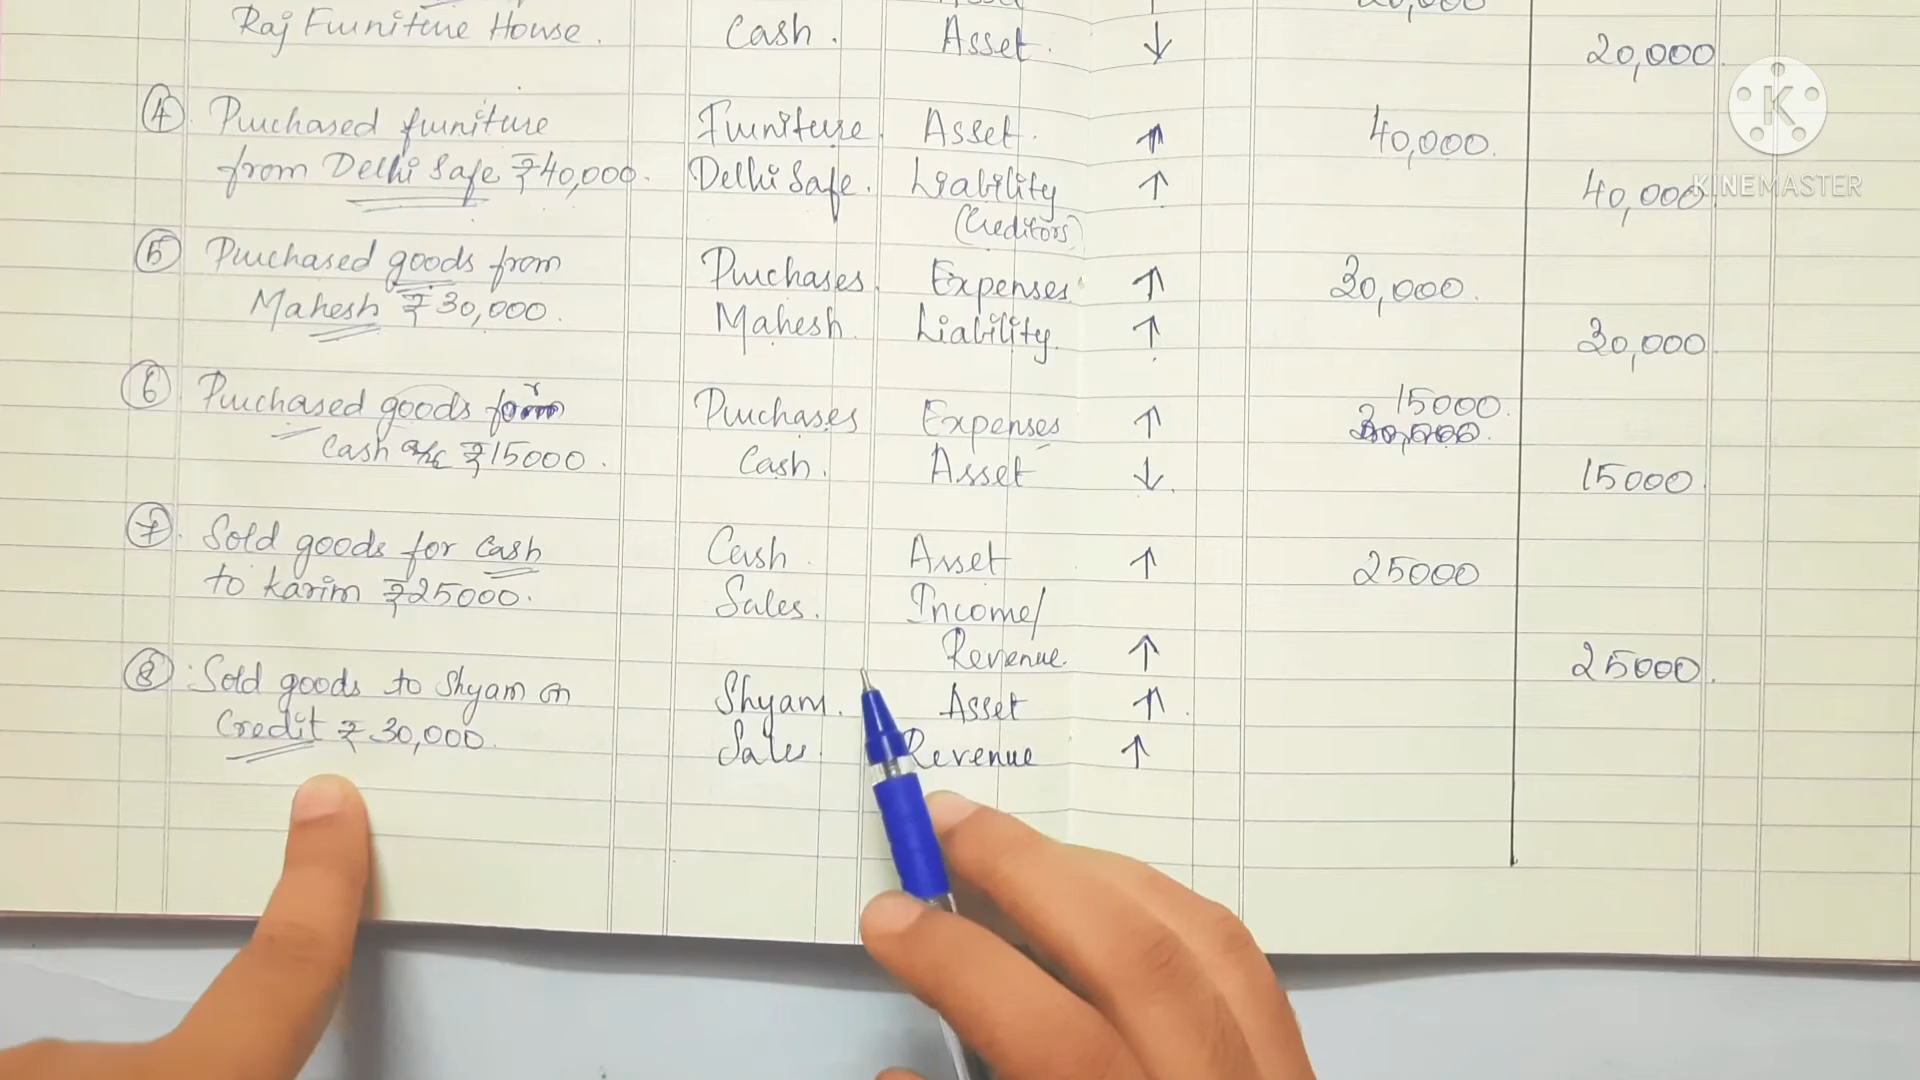 20,000
Raj Furniture House. Cash. Asset. ↓ 20,000.
K
KINEMASTER
④ Purchased furniture Furniture Asset. ↑ 40,000.
from Delhi Safe ₹40,000. Delhi Safe. Liability ↑ 40,000
(Creditors)
⑤ Purchased goods from Purchases Expenses ↑ 30,000.
Mahesh ₹30,000. Mahesh. Liability. ↑ 30,000
⑥ Purchased goods for Purchases Expenses ↑ 15000.
Cash ₹15000. Cash. Asset ↓. 15000
⑦. Sold goods for cash Cash Asset ↑ 25000
to Karim ₹25000. Sales. Income/
Revenue. ↑ 25000.
⑧. Sold goods to Shyam on Shyam. Asset ↑.
Credit ₹30,000. Sales. Revenue ↑